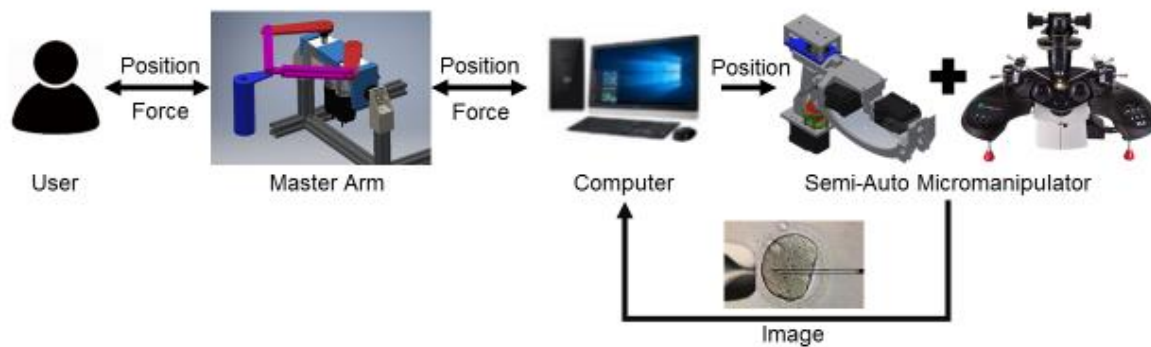 Position
Force
Position
Force
Position
User
Master Arm
Computer
Semi-Auto Micromanipulator
Image